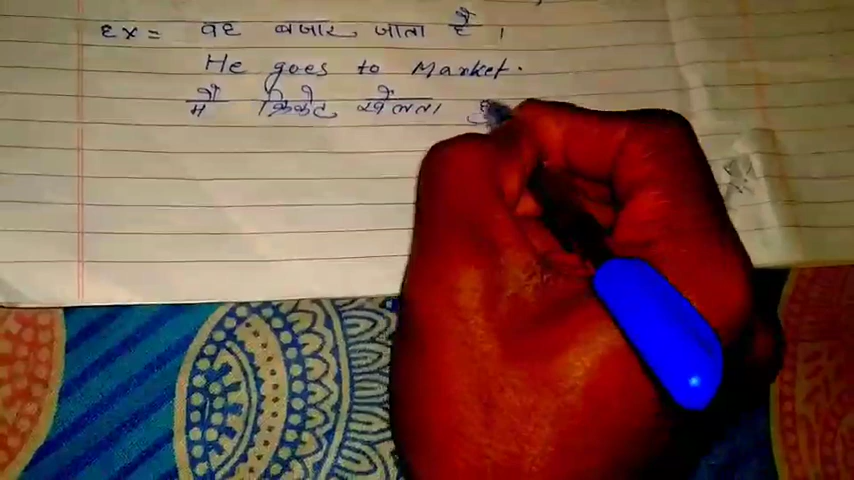 Ex = वह बजार जाता है ।
He goes to Market.
मैं क्रिकेट खेलता